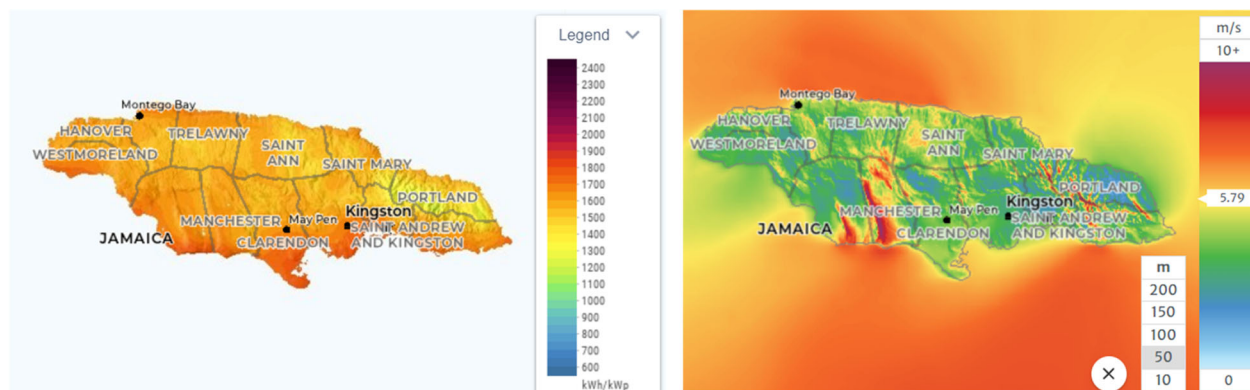 Legend
2400
2300
2200
2100
2000
1900
1800
1700
1600
1500
1400
1300
1200
1100
1000
900
800
700
600
kWh/kWp
Montego Bay
HANOVER
TRELAWNY
WESTMORELAND
SAINT
ANN
SAINT MARY
PORTLAND
MANCHESTER
May Pen
Kingston
JAMAICA
CLARENDON
SAINT ANDREW
AND KINGSTON
m/s
10+
5.79
0
Montego Bay
HANOVER
TRELAWNY
WESTMORELAND
SAINT
ANN
SAINT MARY
PORTLAND
MANCHESTER
May Pen
Kingston
JAMAICA
CLARENDON
SAINT ANDREW
AND KINGSTON
m
200
150
100
50
10